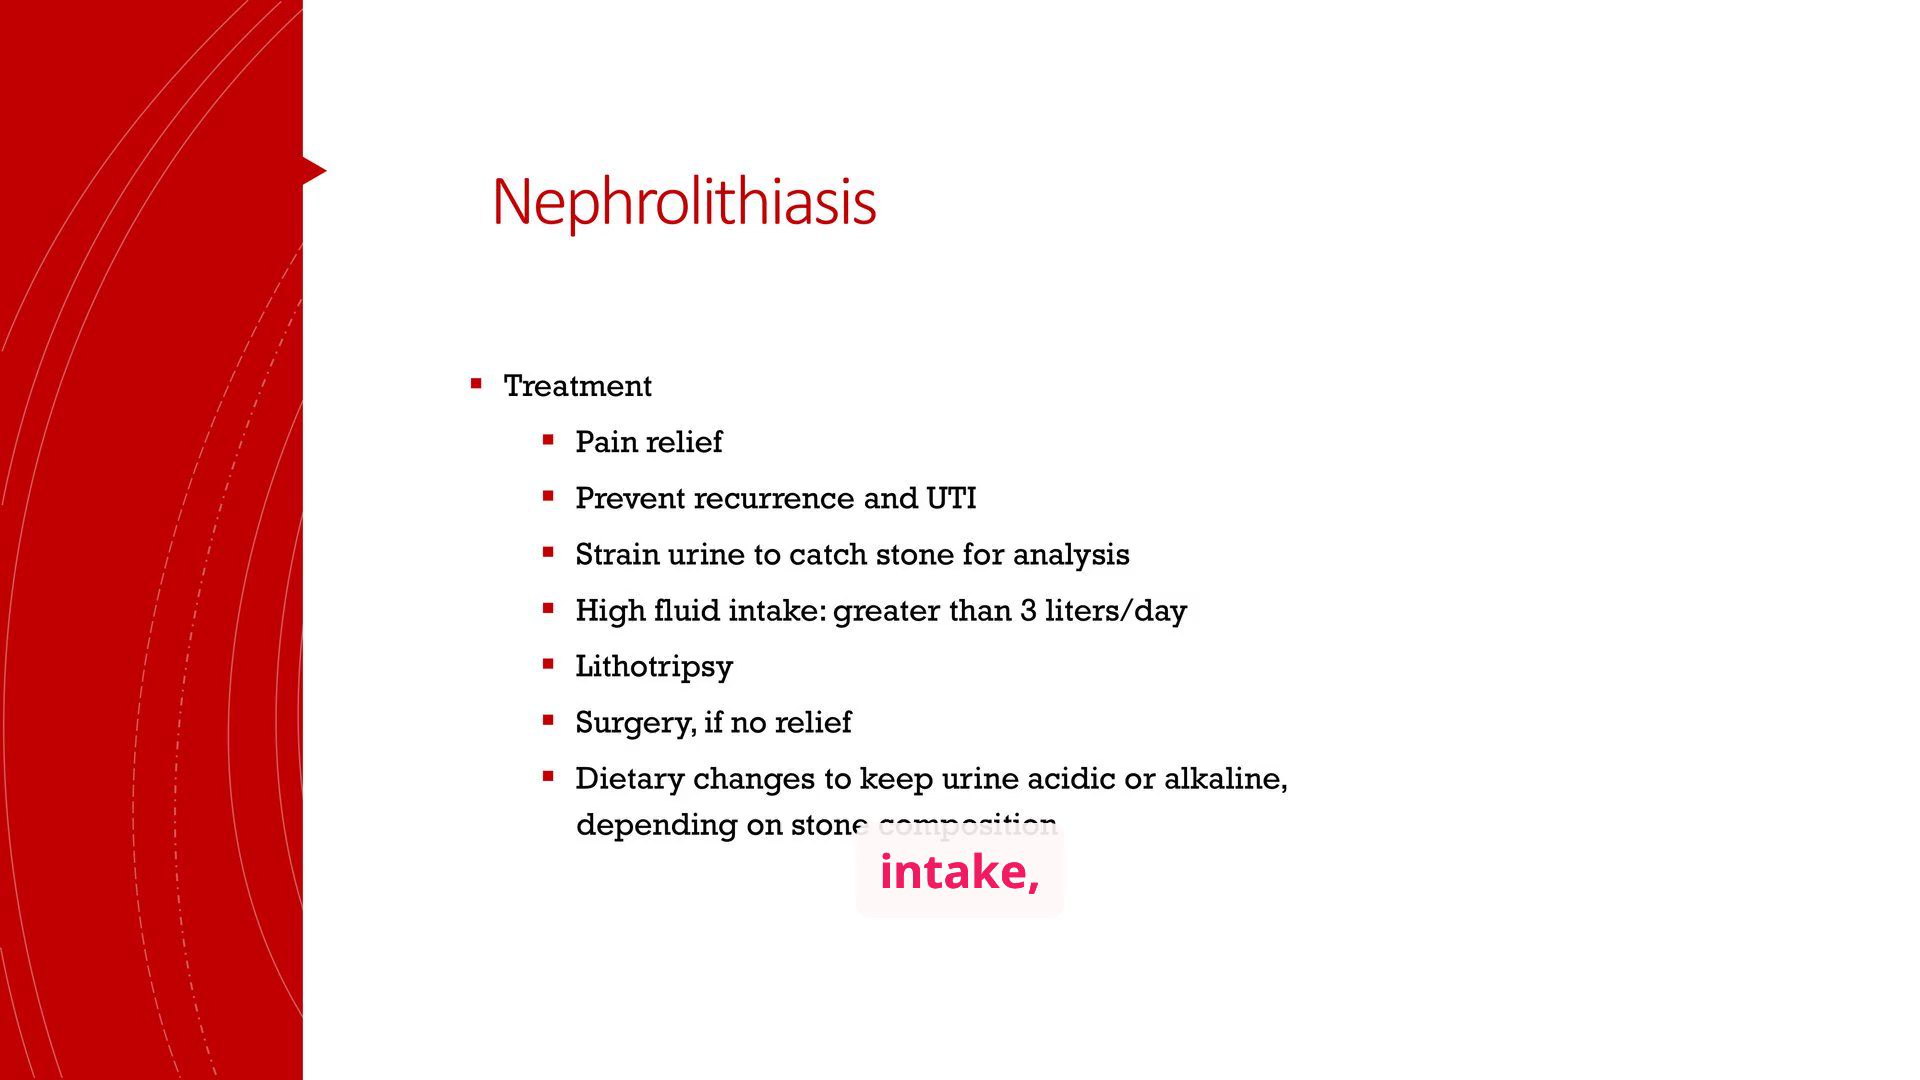 Nephrolithiasis
Treatment
Pain relief
Prevent recurrence and UTI
Strain urine to catch stone for analysis
High fluid intake: greater than 3 liters/day
Lithotripsy
Surgery, if no relief
Dietary changes to keep urine acidic or alkaline,
depending on stone composition
intake,